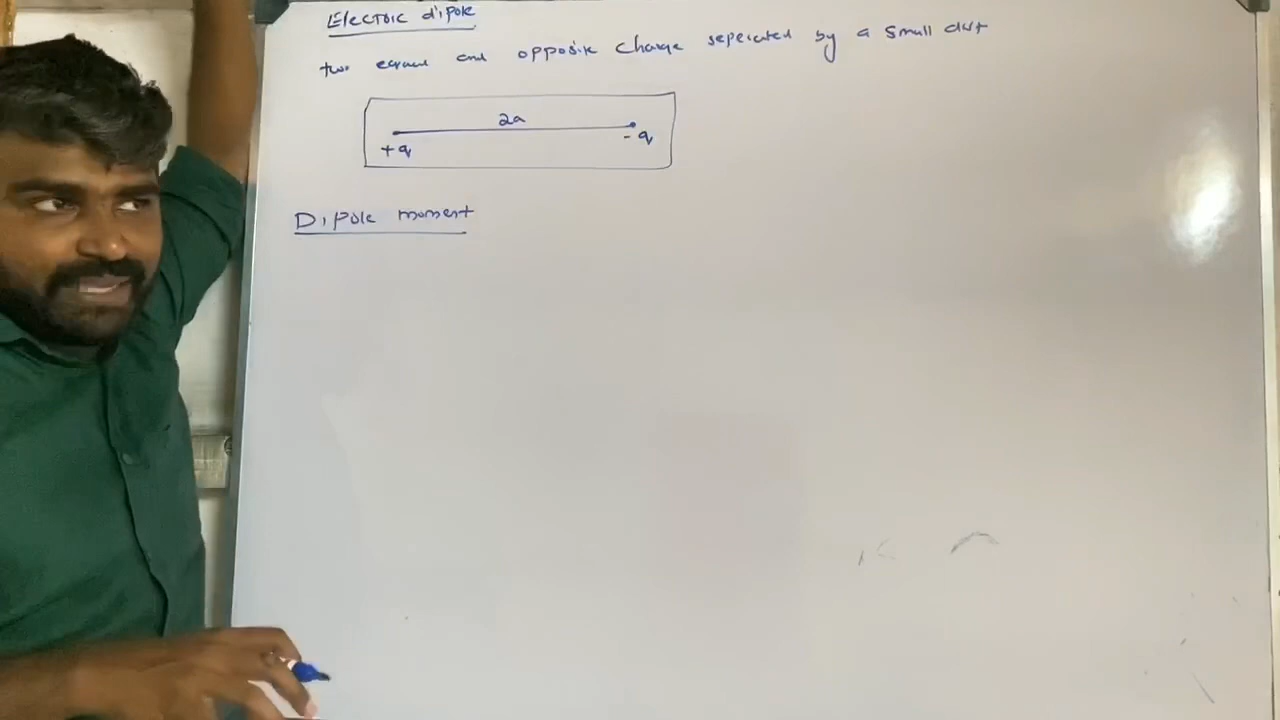 Electric dipole
two equal and opposite charge seperated by a small dist
2a
+q
-q
Dipole moment